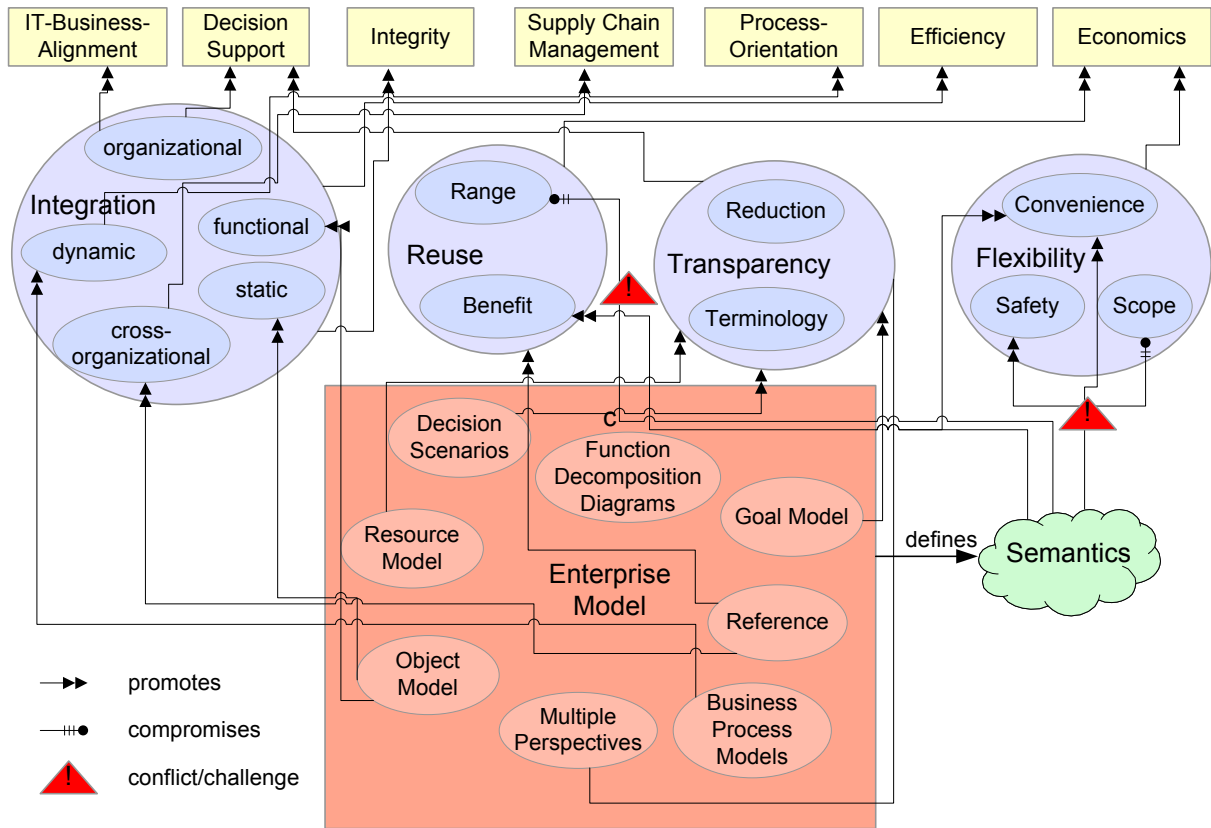 IT-Business-
Alignment
Decision
Support
Integrity
Supply Chain
Management
Process-
Orientation
Efficiency
Economics
organizational
Integration
functional
dynamic
static
cross-
organizational
Range
Reuse
Benefit
!
Reduction
Transparency
Terminology
Convenience
Flexibility
Safety
Scope
!
Decision
Scenarios
c
Function
Decomposition
Diagrams
Goal Model
Resource
Model
Enterprise
Model
Reference
Object
Model
Multiple
Perspectives
Business
Process
Models
defines
Semantics
promotes
compromises
! conflict/challenge